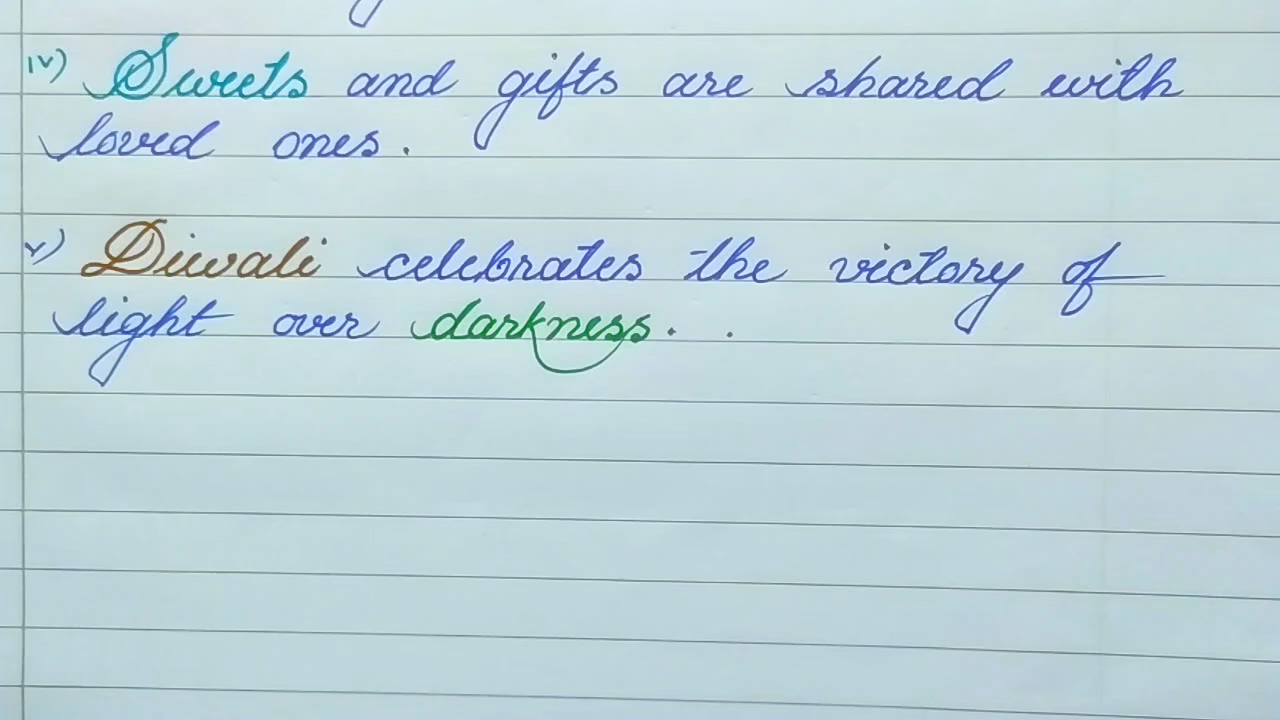 iv) Sweets and gifts are shared with
loved ones.
v) Diwali celebrates the victory of
light over darkness. .